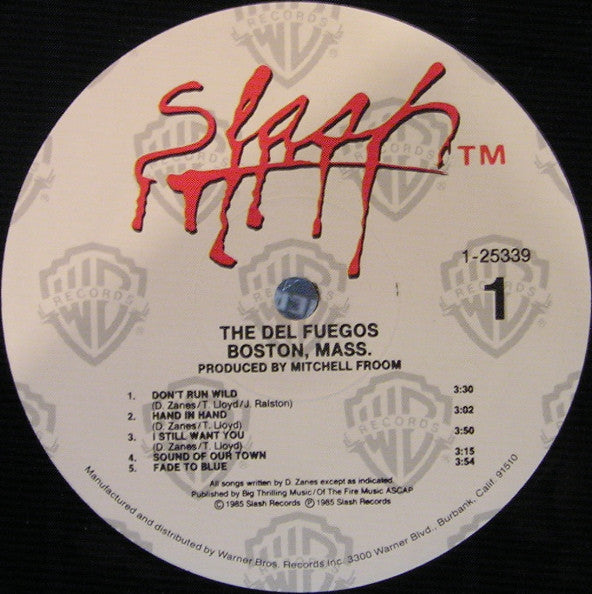 Slash TM
1-25339
1
THE DEL FUEGOS
BOSTON, MASS.
PRODUCED BY MITCHELL FROOM
1. DON'T RUN WILD 3:30
(D. Zanes/T. Lloyd/J. Ralston)
2. HAND IN HAND 3:02
(D. Zanes/T. Lloyd)
3. I STILL WANT YOU 3:50
(D. Zanes/T. Lloyd)
4. SOUND OF OUR TOWN 3:15
5. FADE TO BLUE 3:54
All songs written by D. Zanes except as indicated.
Published by Big Thrilling Music/Of The Fire Music ASCAP
©1985 Slash Records ℗1985 Slash Records
Manufactured and distributed by Warner Bros. Records Inc. 3300 Warner Blvd., Burbank, Calif. 91510
WB RECORDS ®